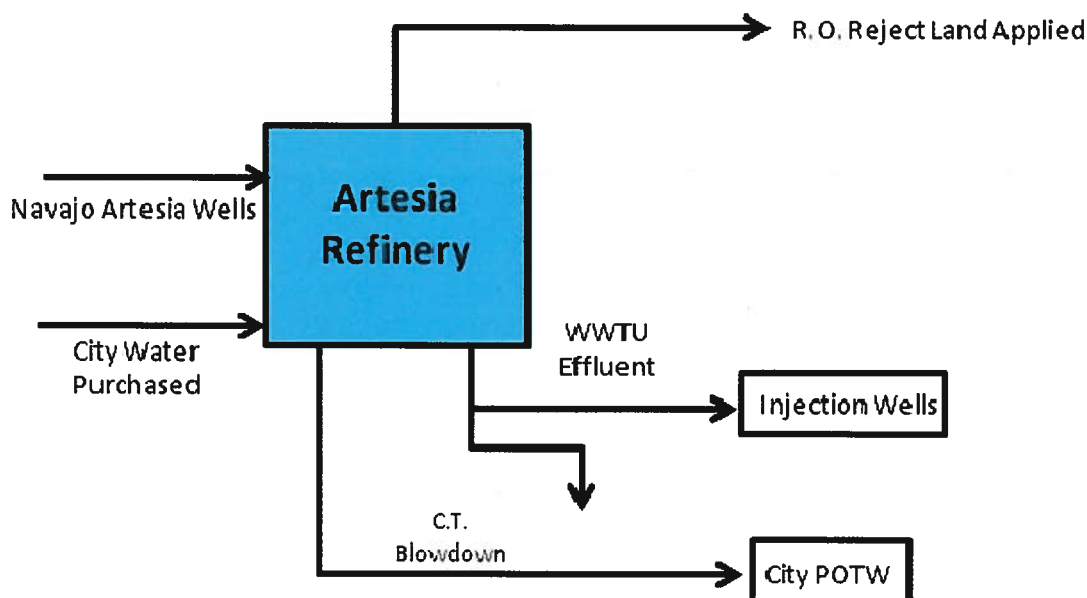 R.O. Reject Land Applied
Artesia
Refinery
Navajo Artesia Wells
City Water
Purchased
WWTU
Effluent
Injection Wells
C.T.
Blowdown
City POTW